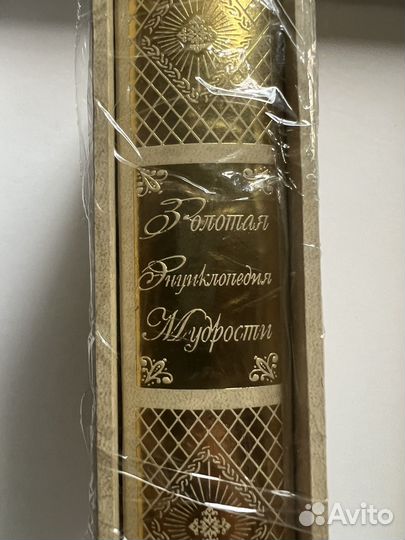 Золотая
Энциклопедия
Мудрости
Avito